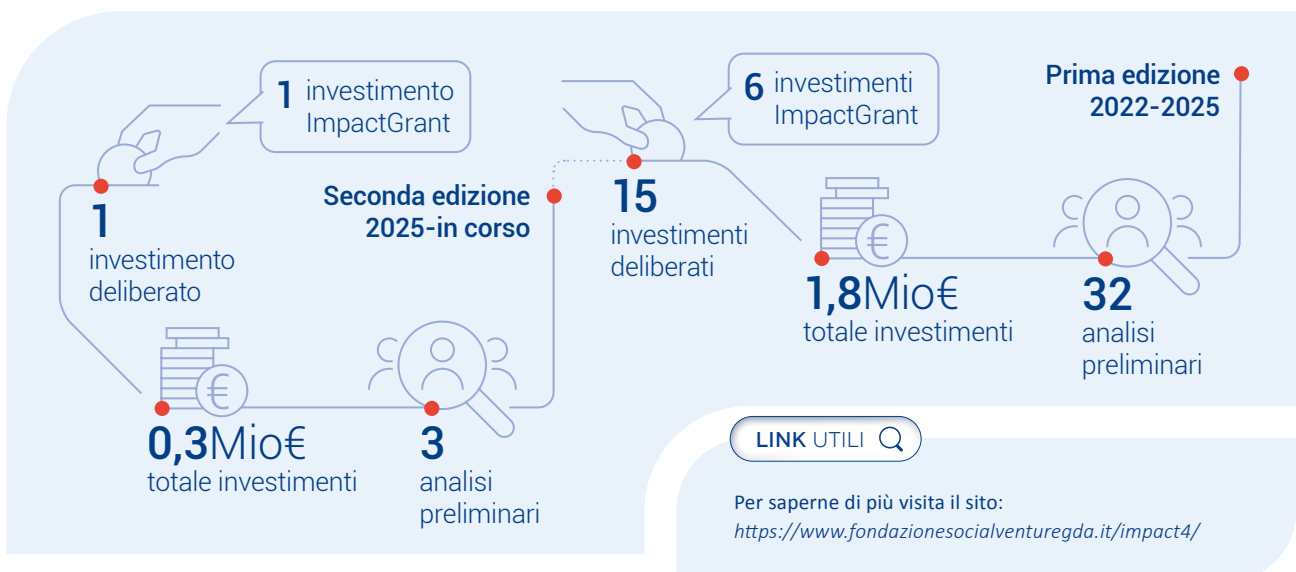 1 investimento
ImpactGrant
1
investimento
deliberato
0,3Mio€
totale investimenti
3
analisi
preliminari
Seconda edizione
2025-in corso
6 investimenti
ImpactGrant
15
investimenti
deliberati
1,8Mio€
totale investimenti
32
analisi
preliminari
Prima edizione
2022-2025
LINK UTILI
Per saperne di più visita il sito:
https://www.fondazionesocialventuregda.it/impact4/